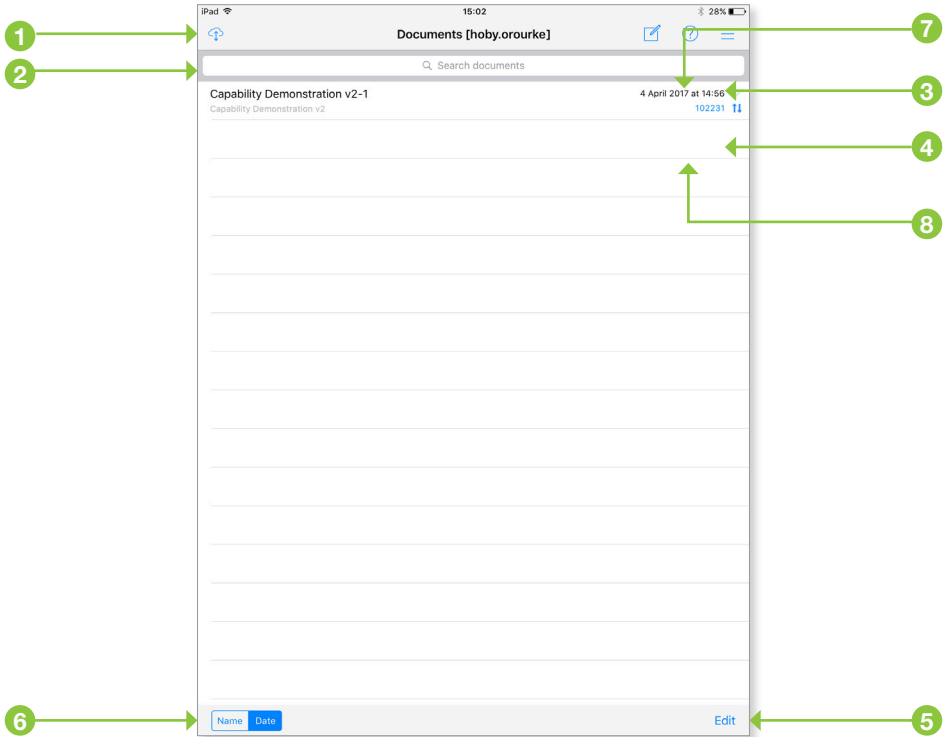 iPad 15:02 28%
1
Documents [hoby.orourke]
7
2
Search documents
Capability Demonstration v2-1 4 April 2017 at 14:56
3
Capability Demonstration v2 102231
4
8
6
Name Date Edit
5